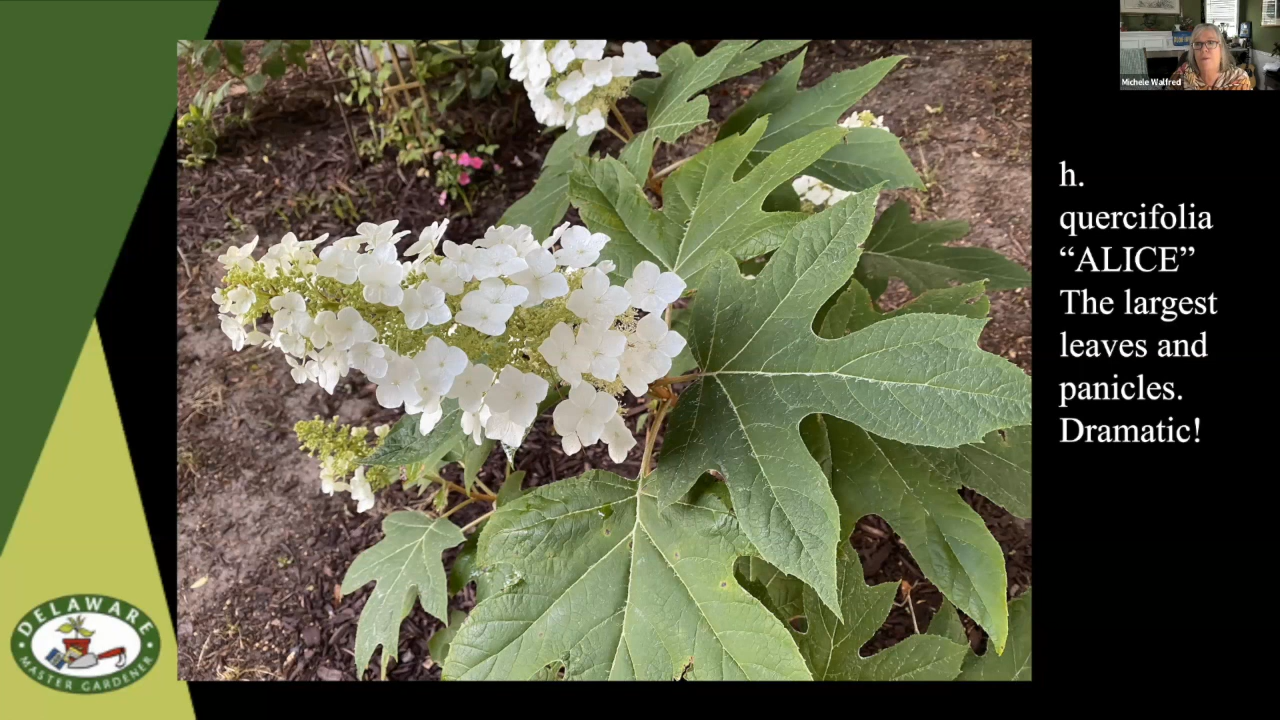 Michele Walfred
h.
quercifolia
“ALICE”
The largest
leaves and
panicles.
Dramatic!
DELAWARE
MASTER GARDENER